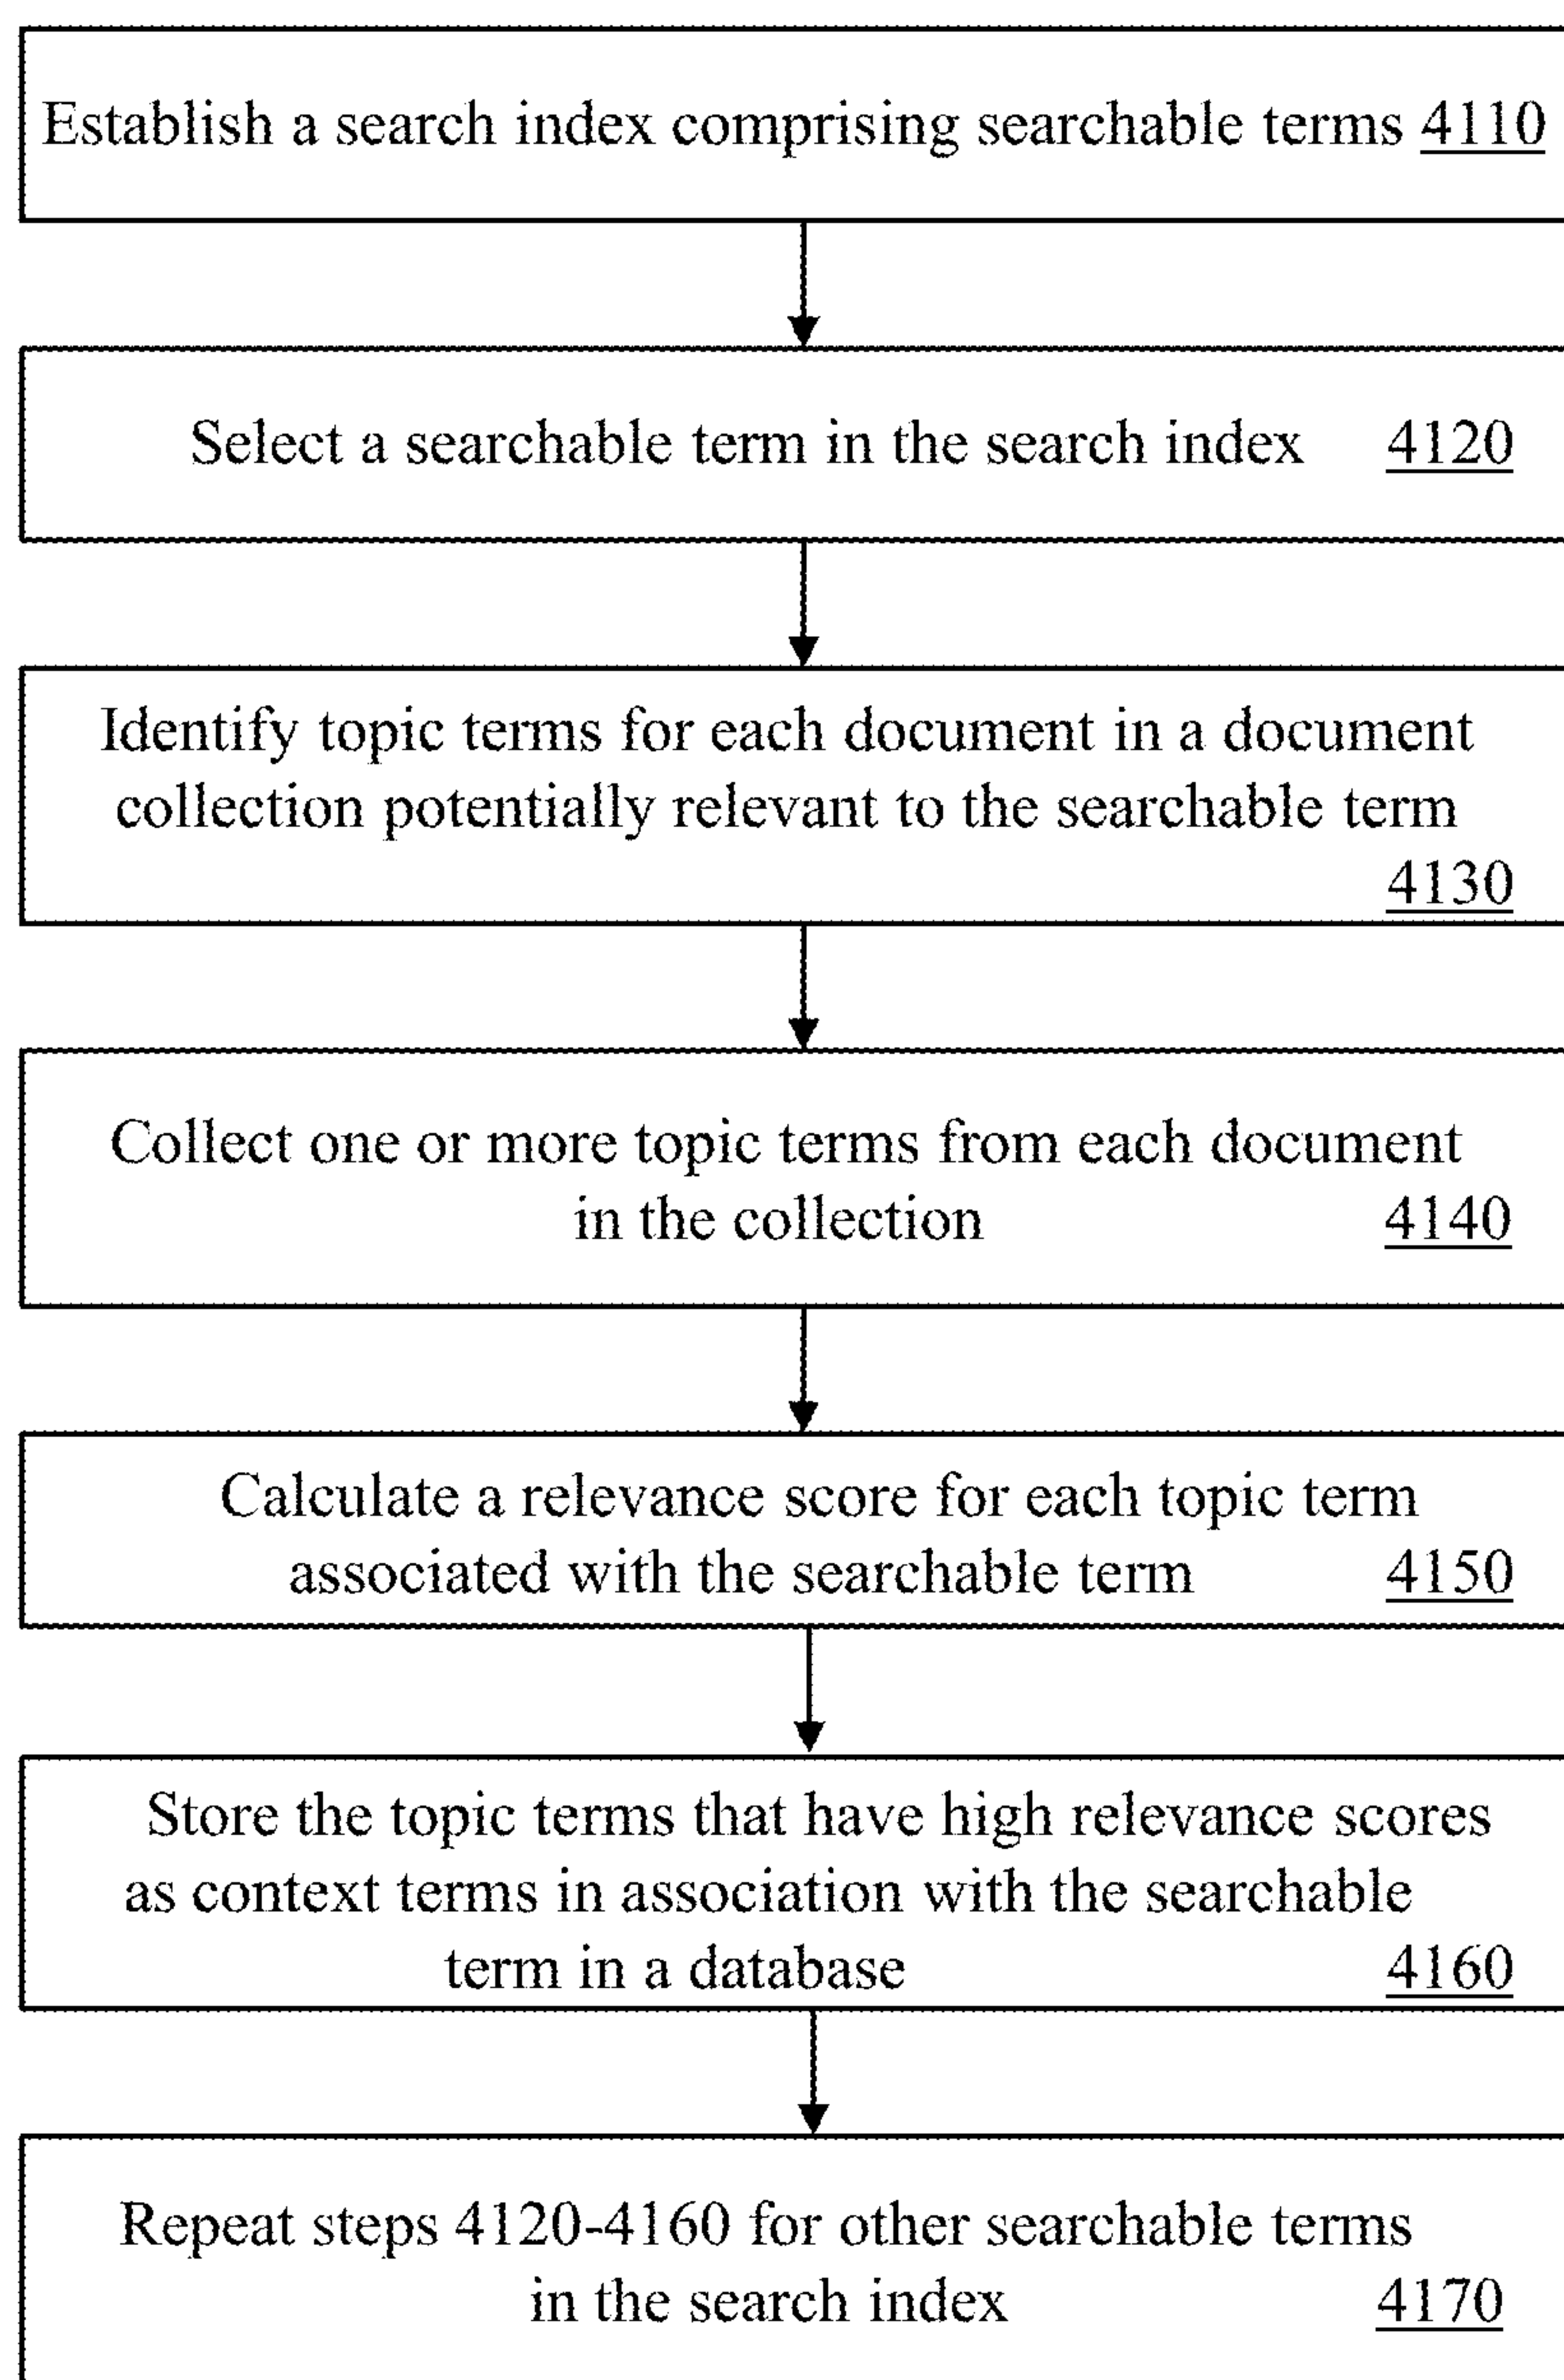 Establish a search index comprising searchable terms 4110
Select a searchable term in the search index 4120
Identify topic terms for each document in a document
collection potentially relevant to the searchable term
4130
Collect one or more topic terms from each document
in the collection 4140
Calculate a relevance score for each topic term
associated with the searchable term 4150
Store the topic terms that have high relevance scores
as context terms in association with the searchable
term in a database 4160
Repeat steps 4120-4160 for other searchable terms
in the search index 4170